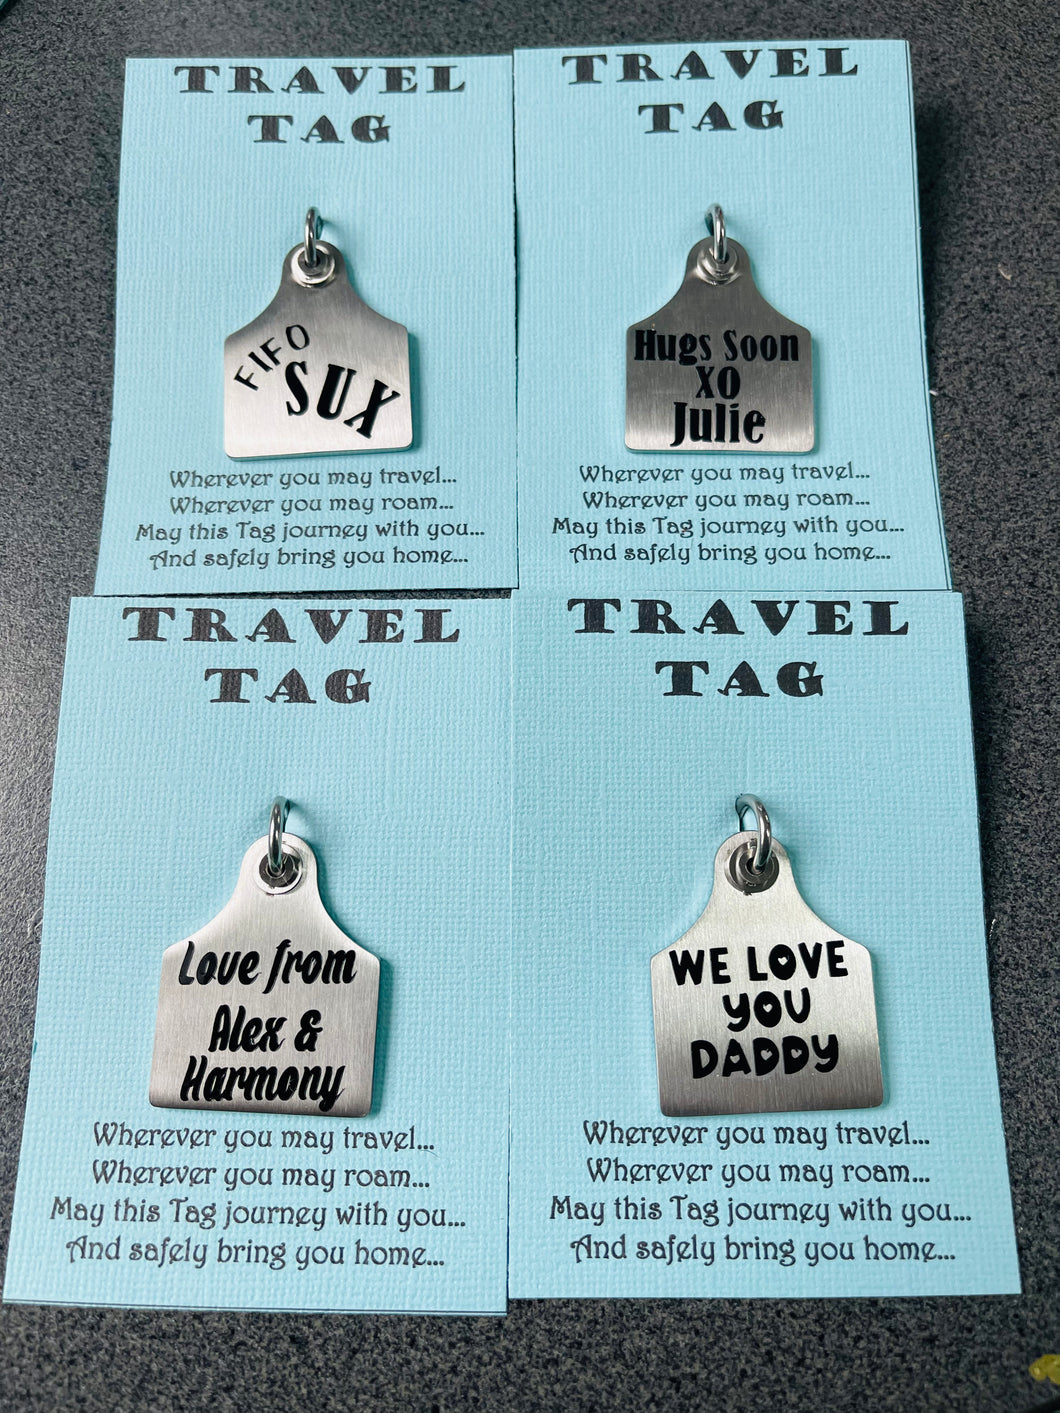 TRAVEL
TAG
FIFO
SUX
Wherever you may travel...
Wherever you may roam...
May this Tag journey with you...
And safely bring you home...
TRAVEL
TAG
Hugs Soon
XO
Julie
Wherever you may travel...
Wherever you may roam...
May this Tag journey with you...
And safely bring you home...
TRAVEL
TAG
Love from
Alex &
Harmony
Wherever you may travel...
Wherever you may roam...
May this Tag journey with you...
And safely bring you home...
TRAVEL
TAG
WE LOVE
YOU
DADDY
Wherever you may travel...
Wherever you may roam...
May this Tag journey with you...
And safely bring you home...